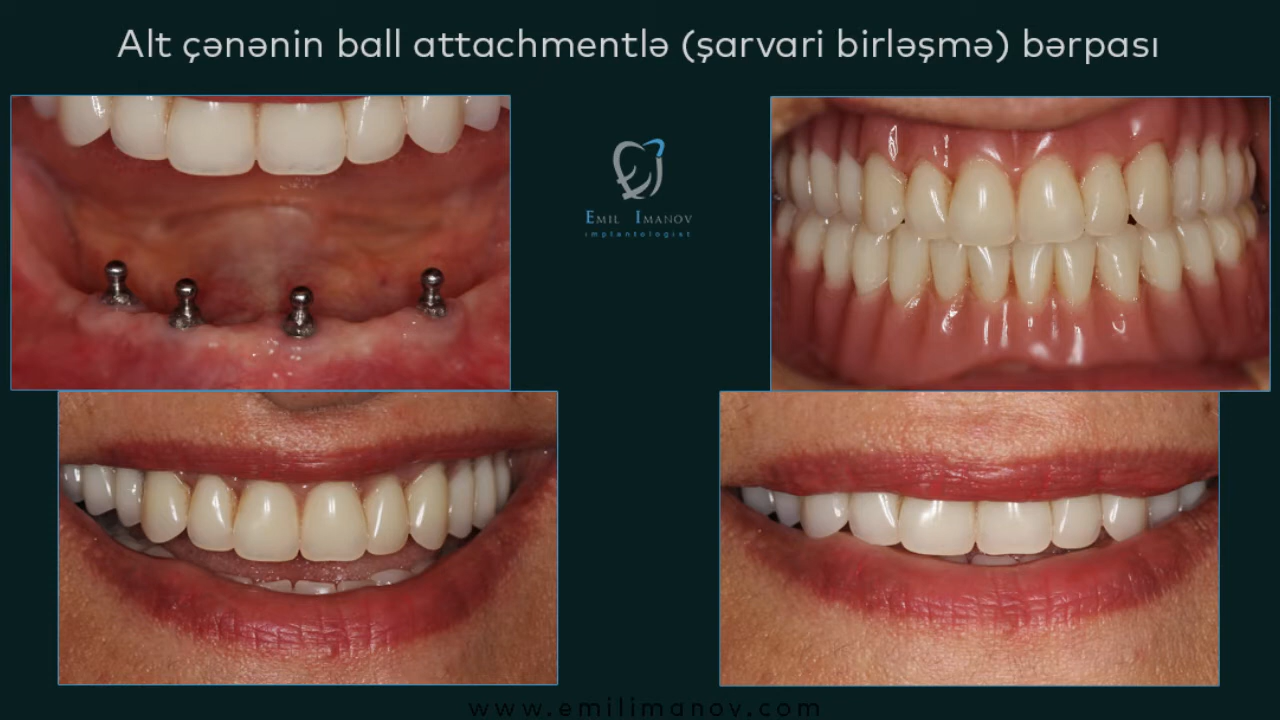 Alt çənənin ball attachmentlə (şarvari birləşmə) bərpası
EMIL IMANOV
implantologist
www.emilimanov.com